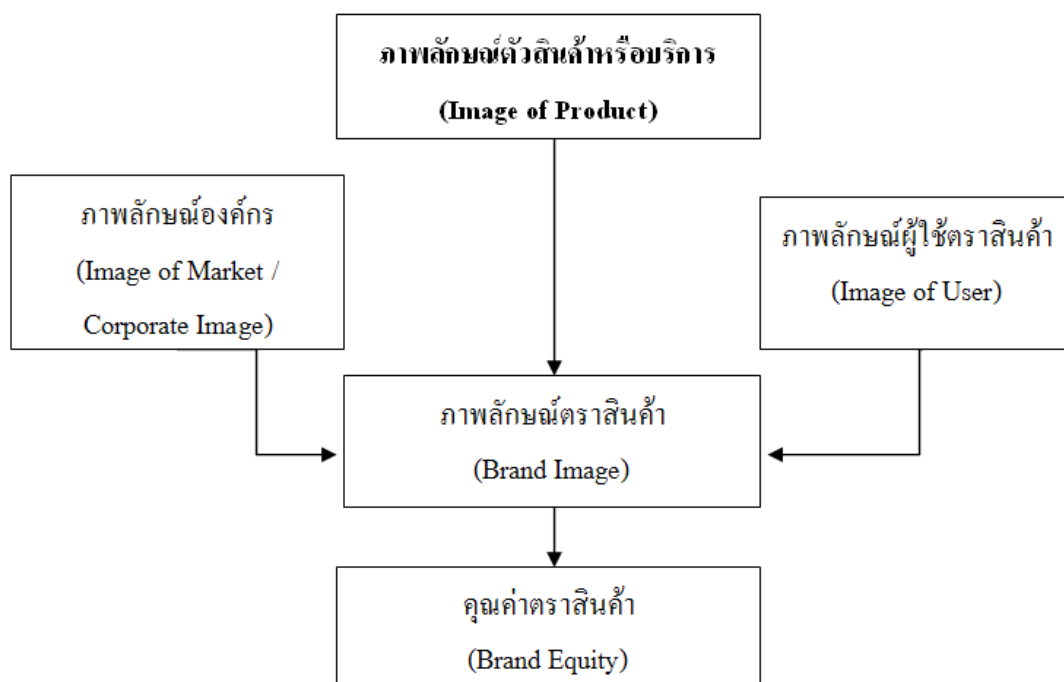 ภาพลักษณ์ตัวสินค้าหรือบริการ
(Image of Product)
ภาพลักษณ์องค์กร
(Image of Market /
Corporate Image)
ภาพลักษณ์ผู้ใช้ตราสินค้า
(Image of User)
ภาพลักษณ์ตราสินค้า
(Brand Image)
คุณค่าตราสินค้า
(Brand Equity)